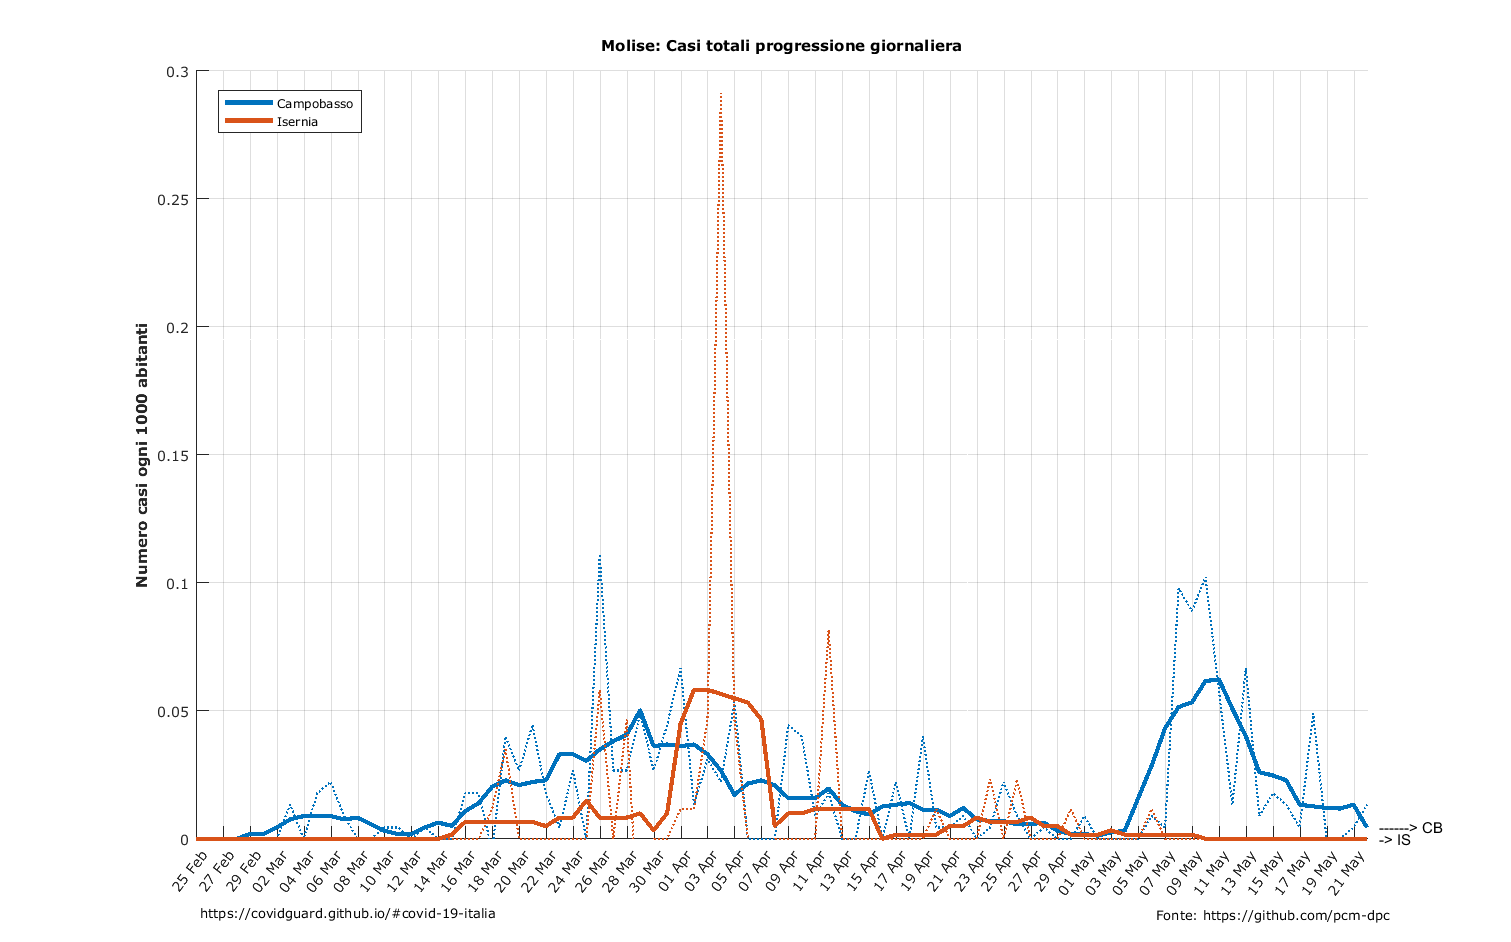 Molise: Casi totali progressione giornaliera
Campobasso
Isernia
Numero casi ogni 1000 abitanti
0.3
0.25
0.2
0.15
0.1
0.05
0
25 Feb
27 Feb
29 Feb
02 Mar
04 Mar
06 Mar
08 Mar
10 Mar
12 Mar
14 Mar
16 Mar
18 Mar
20 Mar
22 Mar
24 Mar
26 Mar
28 Mar
30 Mar
01 Apr
03 Apr
05 Apr
07 Apr
09 Apr
11 Apr
13 Apr
15 Apr
17 Apr
19 Apr
21 Apr
23 Apr
25 Apr
27 Apr
29 Apr
01 May
03 May
05 May
07 May
09 May
11 May
13 May
15 May
17 May
19 May
21 May
------> CB
-> IS
https://covidguard.github.io/#covid-19-italia
Fonte: https://github.com/pcm-dpc